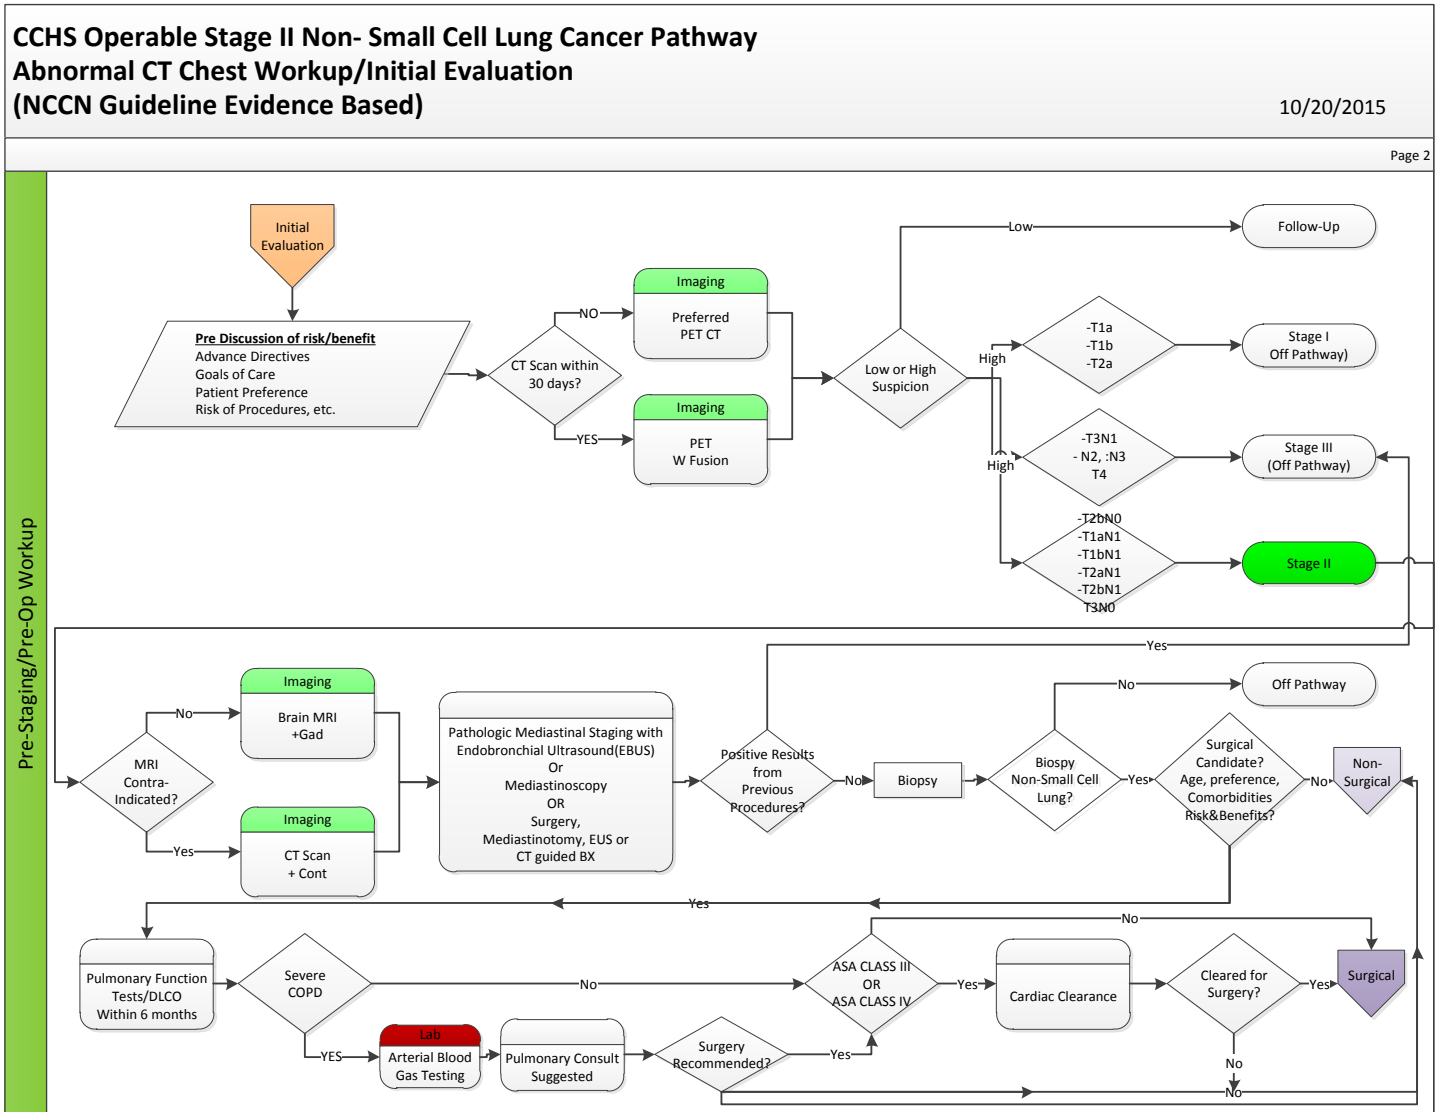 CCHS Operable Stage II Non- Small Cell Lung Cancer Pathway
Abnormal CT Chest Workup/Initial Evaluation
(NCCN Guideline Evidence Based)
10/20/2015
Page 2
Pre-Staging/Pre-Op Workup
Initial
Evaluation
Pre Discussion of risk/benefit
Advance Directives
Goals of Care
Patient Preference
Risk of Procedures, etc.
CT Scan within
30 days?
NO
Imaging
Preferred
PET CT
YES
Imaging
PET
W Fusion
Low or High
Suspicion
Low
Follow-Up
High
-T1a
-T1b
-T2a
Stage I
Off Pathway)
High
-T3N1
- N2, :N3
T4
Stage III
(Off Pathway)
-T2bN0
-T1aN1
-T1bN1
-T2aN1
-T2bN1
T3N0
Stage II
MRI
Contra-
Indicated?
No
Imaging
Brain MRI
+Gad
Yes
Imaging
CT Scan
+ Cont
Pathologic Mediastinal Staging with
Endobronchial Ultrasound(EBUS)
Or
Mediastinoscopy
OR
Surgery,
Mediastinotomy, EUS or
CT guided BX
Positive Results
from
Previous
Procedures?
Yes
No
Biopsy
Biospy
Non-Small Cell
Lung?
No
Off Pathway
Yes
Surgical
Candidate?
Age, preference,
Comorbidities
Risk&Benefits?
No
Non-
Surgical
Yes
Pulmonary Function
Tests/DLCO
Within 6 months
Severe
COPD
No
YES
Lab
Arterial Blood
Gas Testing
Pulmonary Consult
Suggested
Surgery
Recommended?
Yes
No
ASA CLASS III
OR
ASA CLASS IV
No
Yes
Cardiac Clearance
Cleared for
Surgery?
Yes
No
Surgical